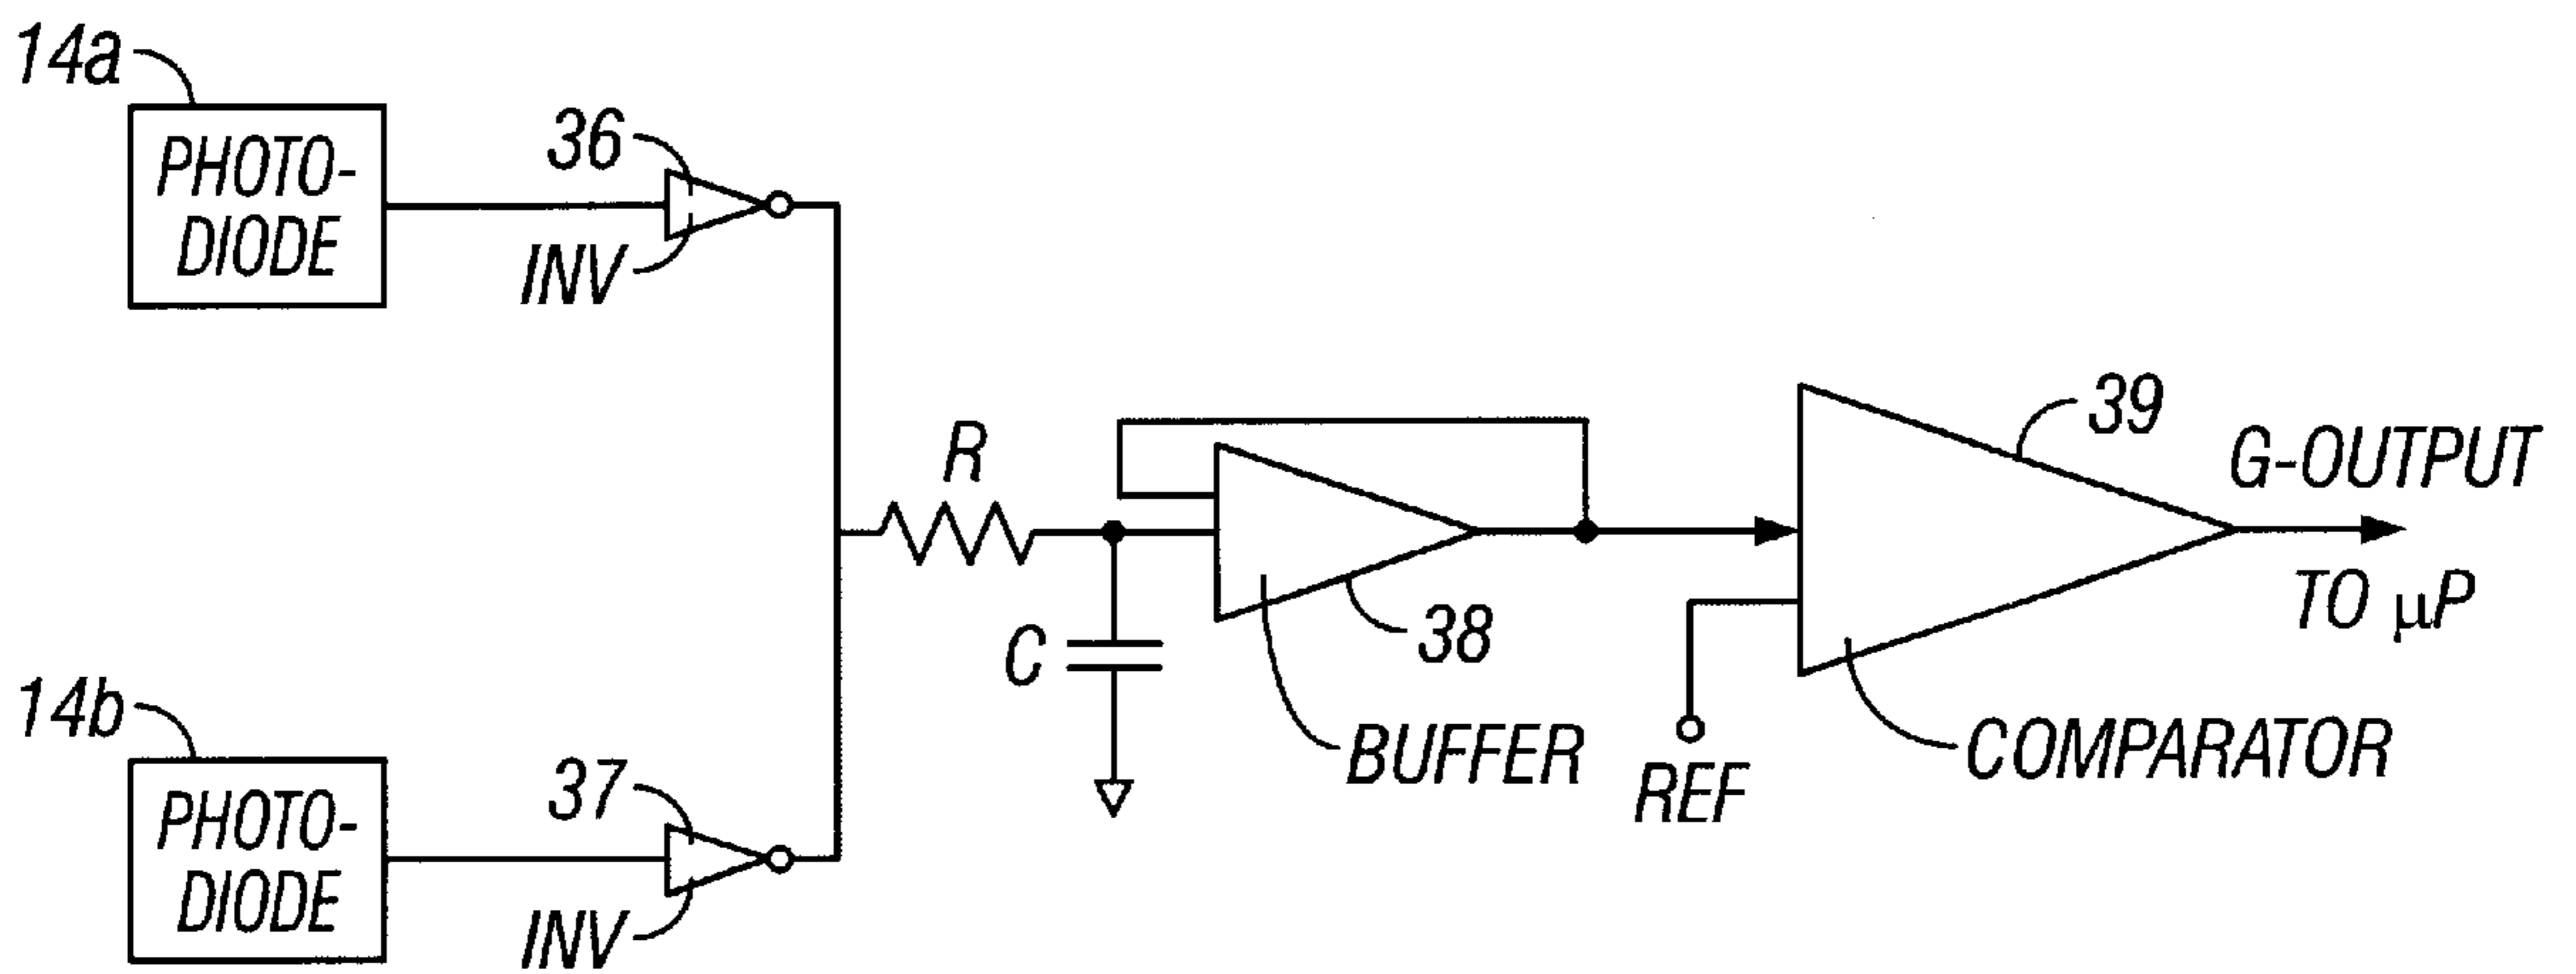 14a
PHOTO-
DIODE
36
INV
R
C
38
BUFFER
39
G-OUTPUT
TO μP
REF
COMPARATOR
14b
PHOTO-
DIODE
37
INV